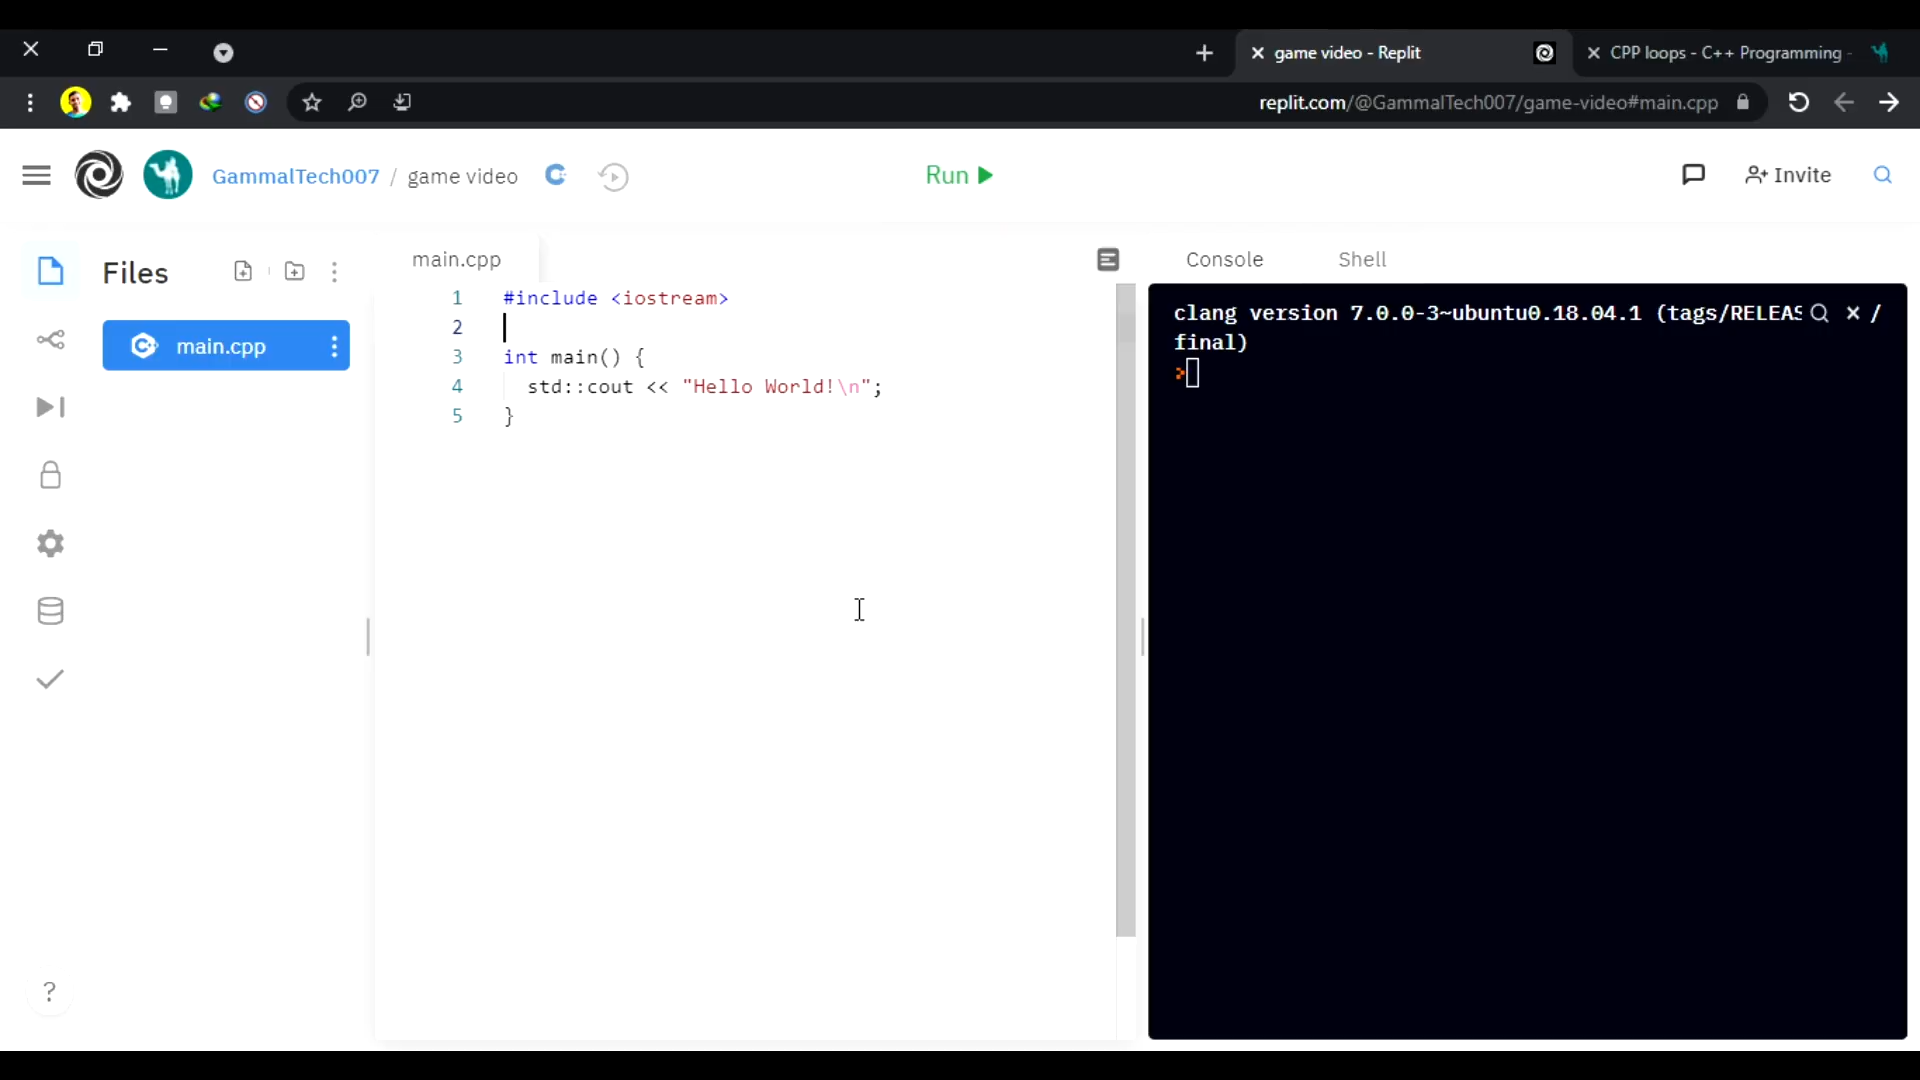 game video - Replit
CPP loops - C++ Programming -
replit.com/@GammalTech007/game-video#main.cpp
GammalTech007 / game video
Run
Invite
Files
main.cpp
main.cpp
Console
Shell
1 #include <iostream>
2
3 int main() {
4 std::cout << "Hello World!\n";
5 }
clang version 7.0.0-3~ubuntu0.18.04.1 (tags/RELEAS /
final)
>
?